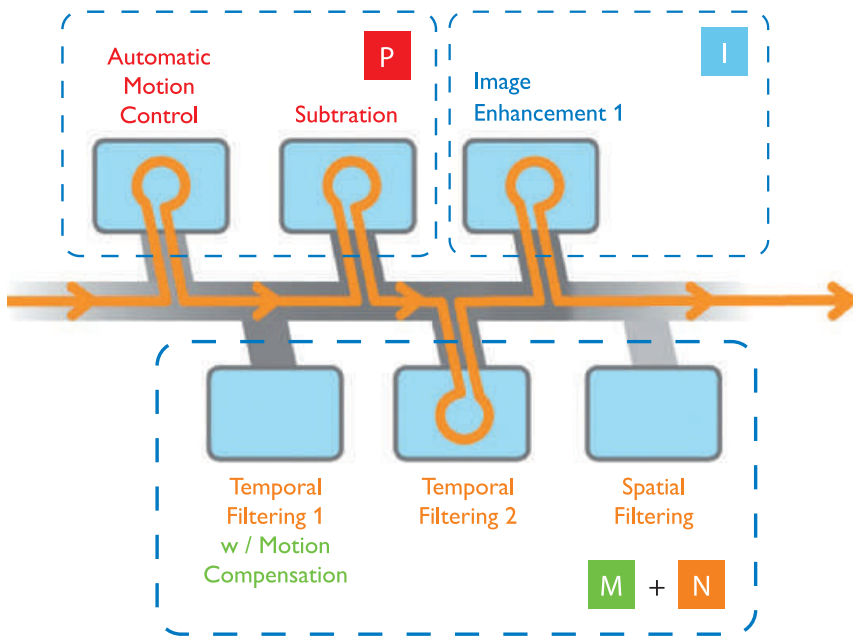 Automatic
Motion
Control
P
Subtration
Image
Enhancement 1
I
Temporal
Filtering 1
w / Motion
Compensation
Temporal
Filtering 2
Spatial
Filtering
M + N